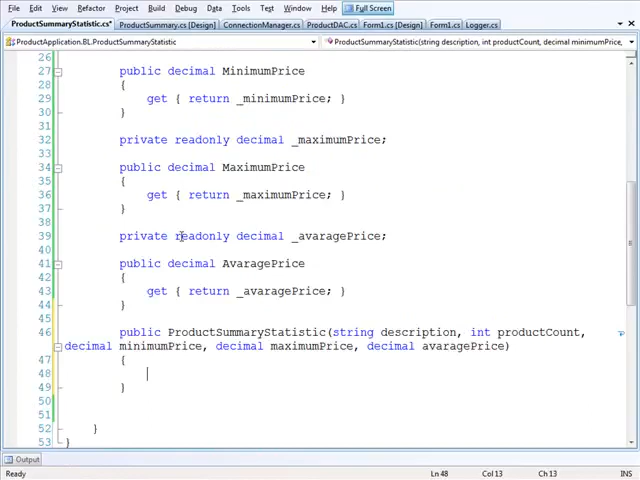 File Edit View Refactor Project Build Debug Data Tools Test Window Help Full Screen
ProductSummaryStatistic.cs* ProductSummary.cs [Design] ConnectionManager.cs ProductDAC.cs Form1.cs [Design] Form1.cs Logger.cs
ProductApplication.BL.ProductSummaryStatistic ProductSummaryStatistic(string description, int productCount, decimal minimumPrice,
26
27 public decimal MinimumPrice
28 {
29 get { return _minimumPrice; }
30 }
31
32 private readonly decimal _maximumPrice;
33
34 public decimal MaximumPrice
35 {
36 get { return _maximumPrice; }
37 }
38
39 private readonly decimal _avaragePrice;
40
41 public decimal AvaragePrice
42 {
43 get { return _avaragePrice; }
44 }
45
46 public ProductSummaryStatistic(string description, int productCount,
decimal minimumPrice, decimal maximumPrice, decimal avaragePrice)
47 {
48
49 }
50
51
52 }
53 }
Output
Ready Ln 48 Col 13 Ch 13 INS